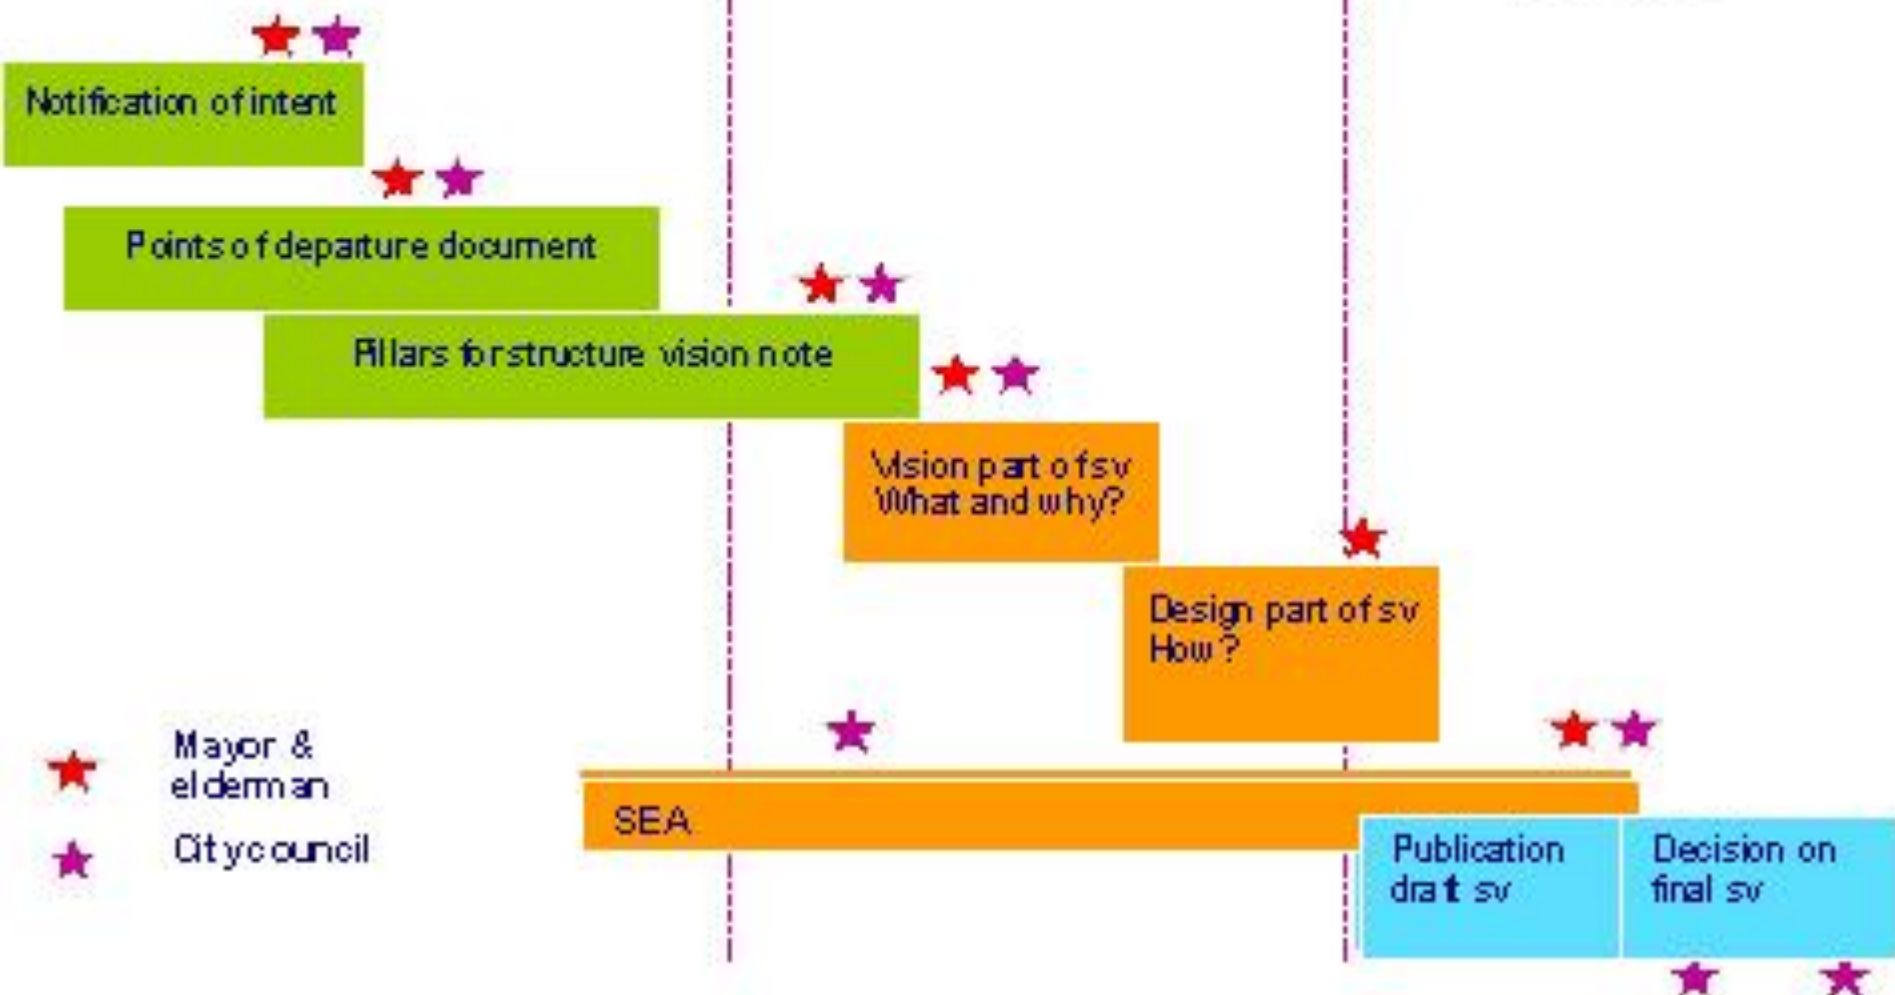 Notification of intent
Points of departure document
Pillars for structure vision note
Vision part of sv
What and why?
Design part of sv
How?
Mayor &
elderman
City council
SEA
Publication
draft sv
Decision on
final sv